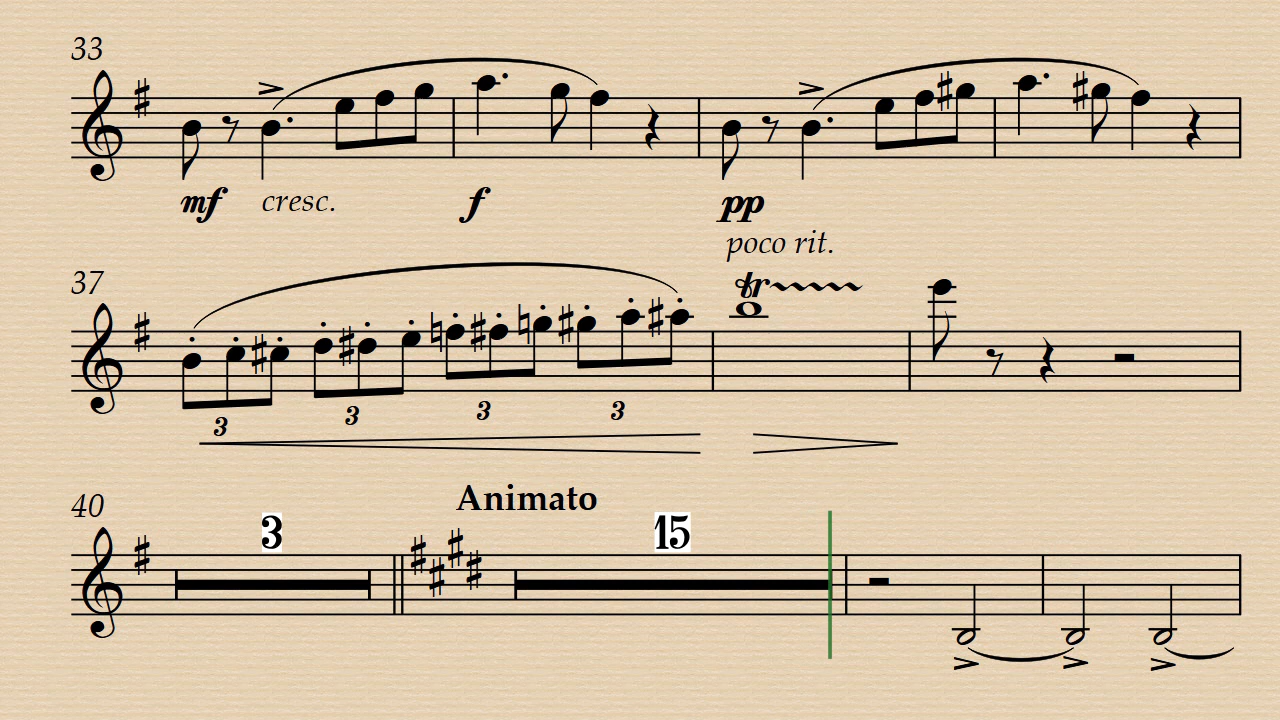 33
mf cresc. f pp
poco rit.
37
tr
3 3 3 3
Animato
40
3 15